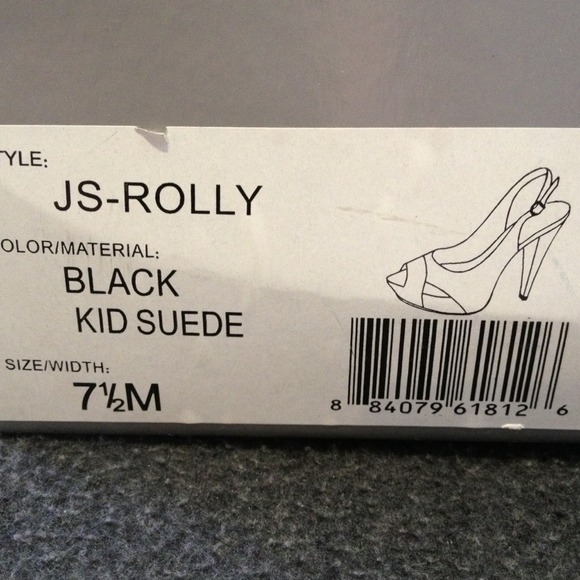 TYLE:
JS-ROLLY
OLOR/MATERIAL:
BLACK
KID SUEDE
SIZE/WIDTH:
7½M
8 84079 61812 6